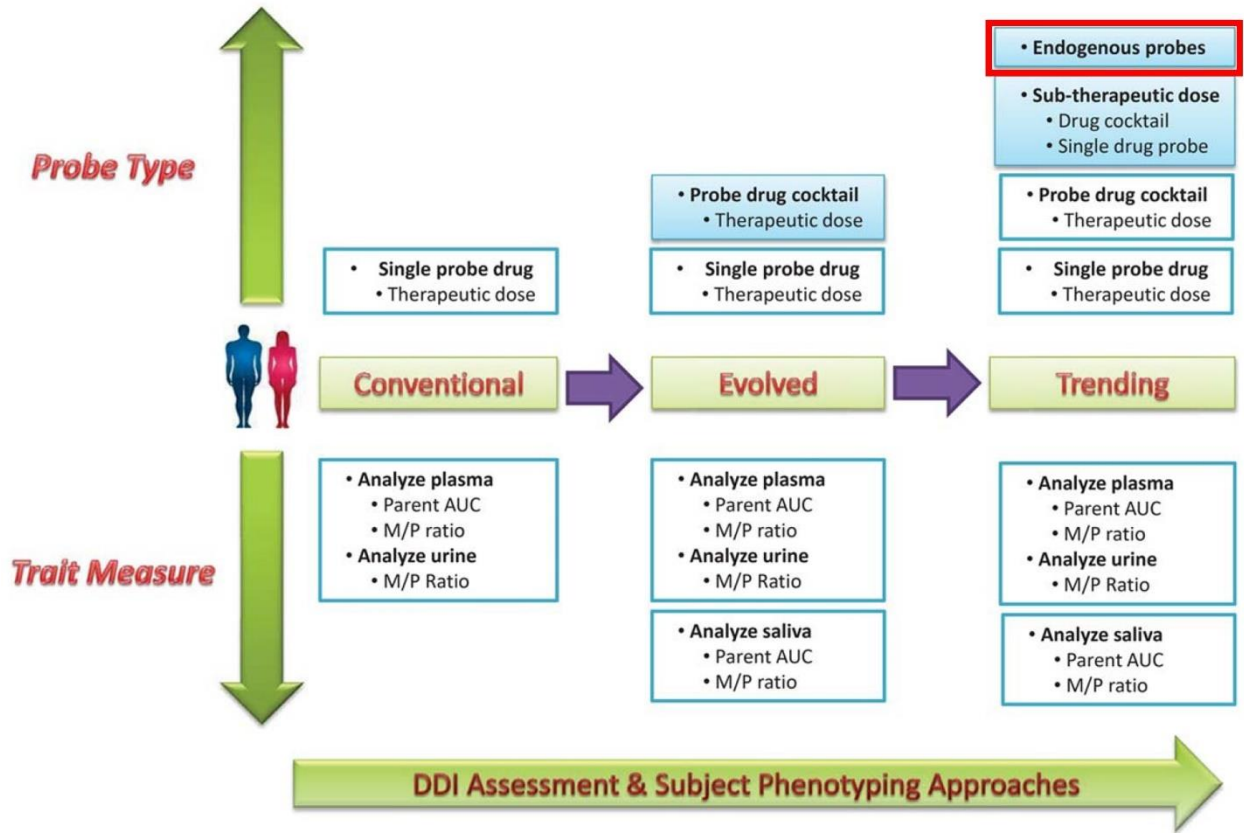 • Endogenous probes
• Sub-therapeutic dose
• Drug cocktail
• Single drug probe
Probe Type
• Probe drug cocktail
• Therapeutic dose
• Probe drug cocktail
• Therapeutic dose
• Single probe drug
• Therapeutic dose
• Single probe drug
• Therapeutic dose
• Single probe drug
• Therapeutic dose
Conventional
Evolved
Trending
Trait Measure
• Analyze plasma
• Parent AUC
• M/P ratio
• Analyze urine
• M/P Ratio
• Analyze plasma
• Parent AUC
• M/P ratio
• Analyze urine
• M/P Ratio
• Analyze saliva
• Parent AUC
• M/P ratio
• Analyze plasma
• Parent AUC
• M/P ratio
• Analyze urine
• M/P Ratio
• Analyze saliva
• Parent AUC
• M/P ratio
DDI Assessment & Subject Phenotyping Approaches